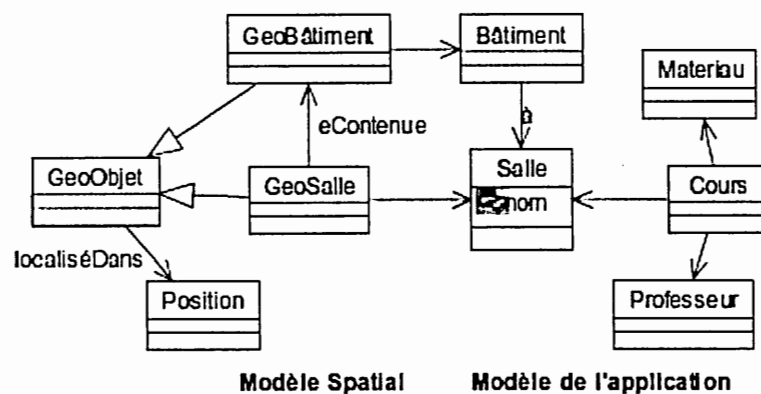 GeoBâtiment
Bâtiment
Materiau
eContenue
à
GeoObjet
GeoSalle
Salle
nom
Cours
localiséDans
Position
Professeur
Modèle Spatial
Modèle de l'application